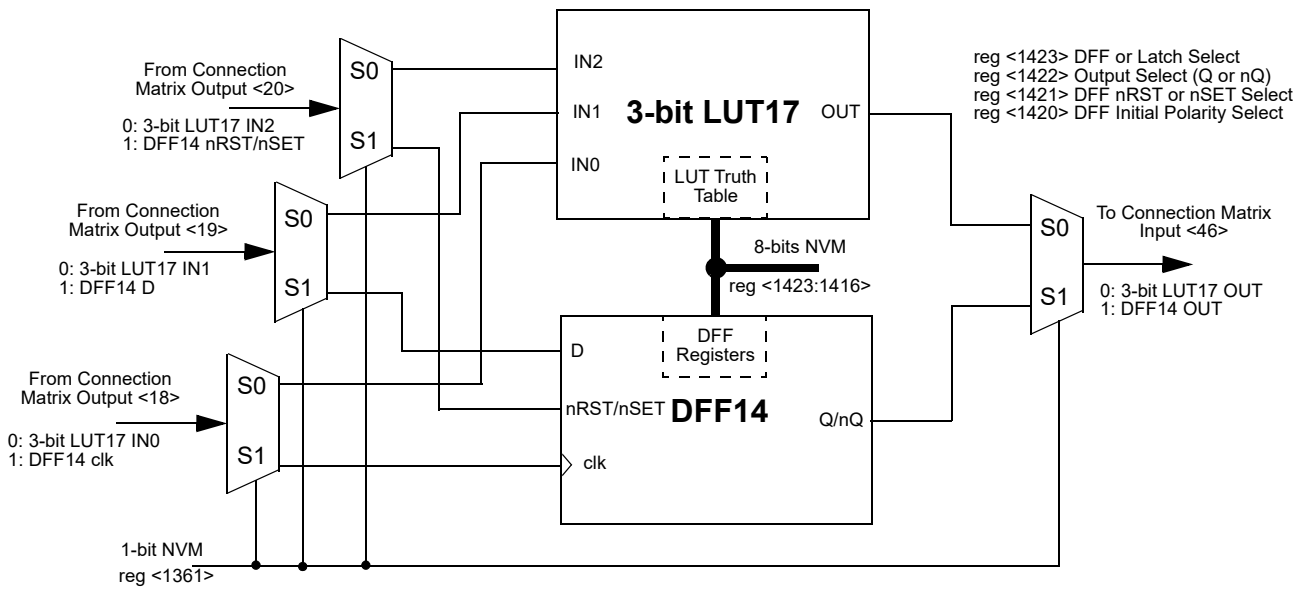 From Connection
Matrix Output <20>
0: 3-bit LUT17 IN2
1: DFF14 nRST/nSET
S0
S1
From Connection
Matrix Output <19>
0: 3-bit LUT17 IN1
1: DFF14 D
S0
S1
From Connection
Matrix Output <18>
0: 3-bit LUT17 IN0
1: DFF14 clk
S0
S1
1-bit NVM
reg <1361>
IN2
IN1
IN0
3-bit LUT17
OUT
LUT Truth
Table
8-bits NVM
reg <1423:1416>
DFF
Registers
D
nRST/nSET
clk
DFF14
Q/nQ
reg <1423> DFF or Latch Select
reg <1422> Output Select (Q or nQ)
reg <1421> DFF nRST or nSET Select
reg <1420> DFF Initial Polarity Select
S0
S1
To Connection Matrix
Input <46>
0: 3-bit LUT17 OUT
1: DFF14 OUT